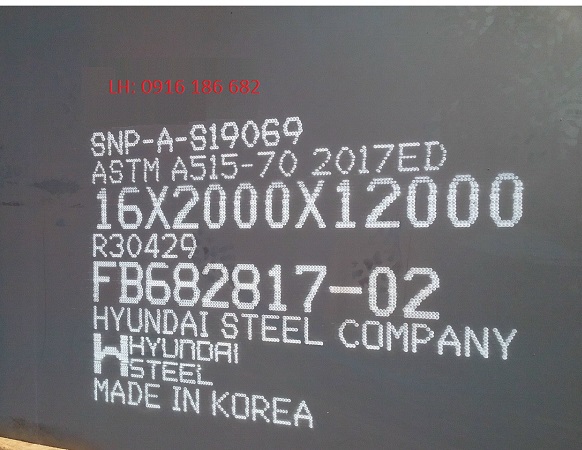 LH: 0916 186 682
SNP-A-S19069
ASTM A515-70 2017ED
16X2000X12000
R30429
FB682817-02
HYUNDAI STEEL COMPANY
HYUNDAI
STEEL
MADE IN KOREA